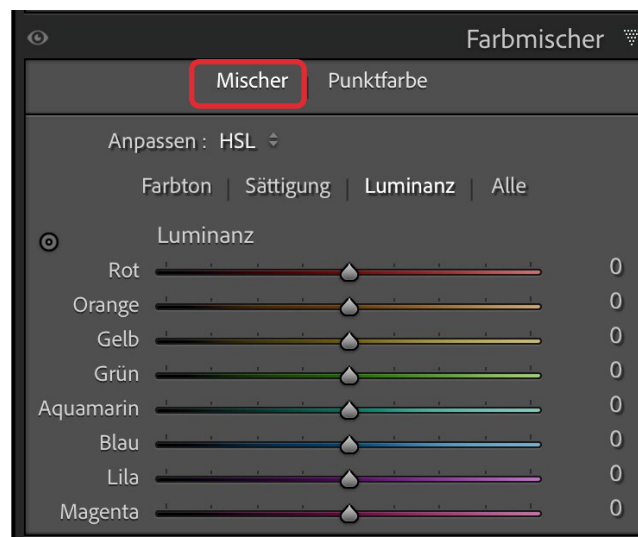 Farbmischer
Mischer | Punktfarbe
Anpassen : HSL
Farbton | Sättigung | Luminanz | Alle
Luminanz
Rot 0
Orange 0
Gelb 0
Grün 0
Aquamarin 0
Blau 0
Lila 0
Magenta 0